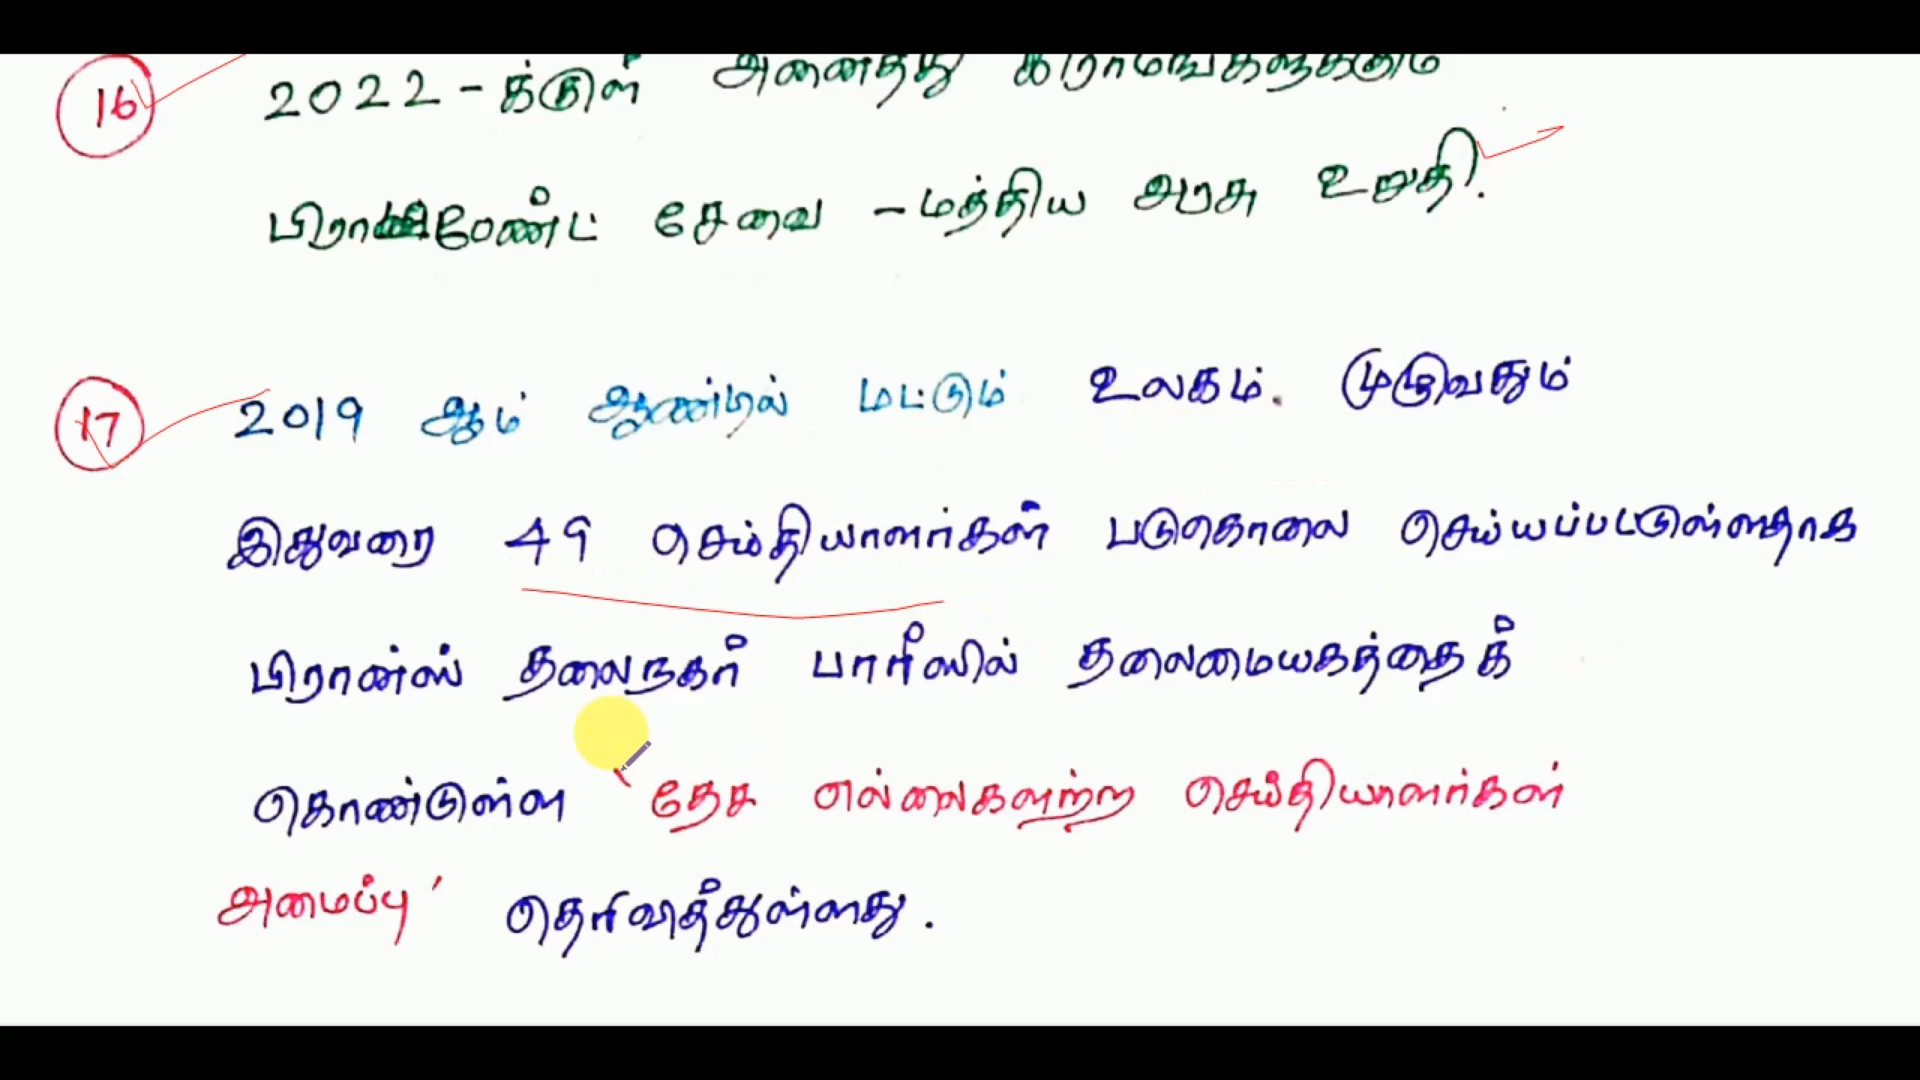 16 2022-க்குள் அனைத்து கிராமங்களுக்கும்
பிராட்பேண்ட் சேவை - மத்திய அரசு உறுதி.
17 2019 ஆம் ஆண்டில் மட்டும் உலகம். முழுவதும்
இதுவரை 49 செய்தியாளர்கள் படுகொலை செய்யப்பட்டுள்ளதாக
பிரான்ஸ் தலைநகர் பாரீஸில் தலைமையகத்தைக்
கொண்டுள்ள ‘தேச எல்லைகளற்ற செய்தியாளர்கள்
அமைப்பு’ தெரிவித்துள்ளது.